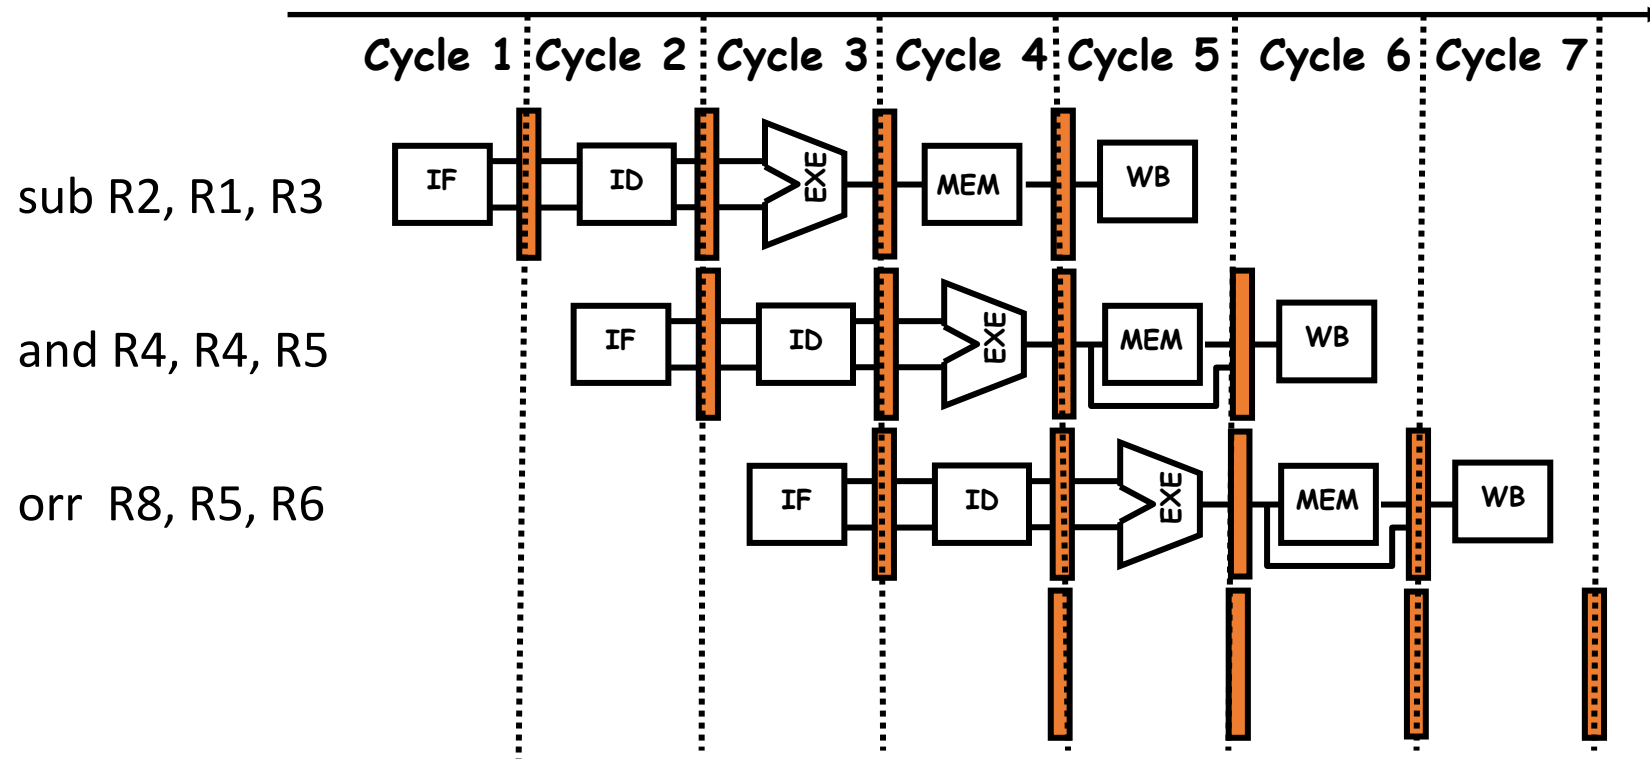 Cycle 1 Cycle 2 Cycle 3 Cycle 4 Cycle 5 Cycle 6 Cycle 7
sub R2, R1, R3 IF ID EXE MEM WB
and R4, R4, R5 IF ID EXE MEM WB
orr R8, R5, R6 IF ID EXE MEM WB